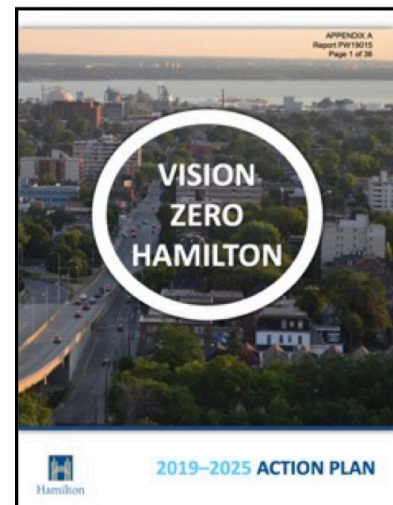 APPENDIX A
Report PW19015
Page 1 of 36
VISION
ZERO
HAMILTON
Hamilton
2019–2025 ACTION PLAN